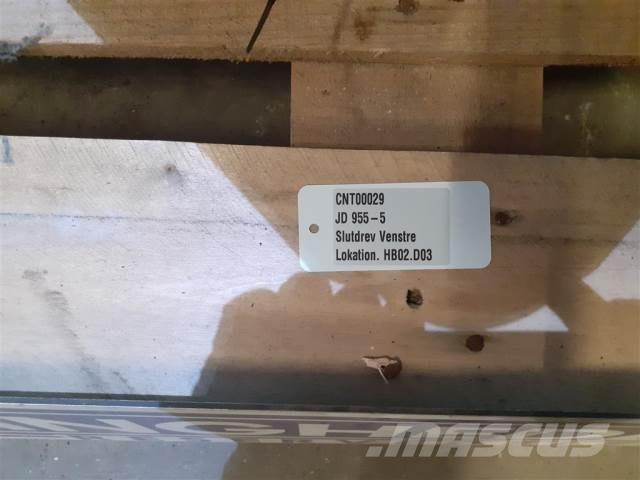 CNT00029
JD 955-5
Slutdrev Venstre
Lokation. HB02.D03
MASCUS